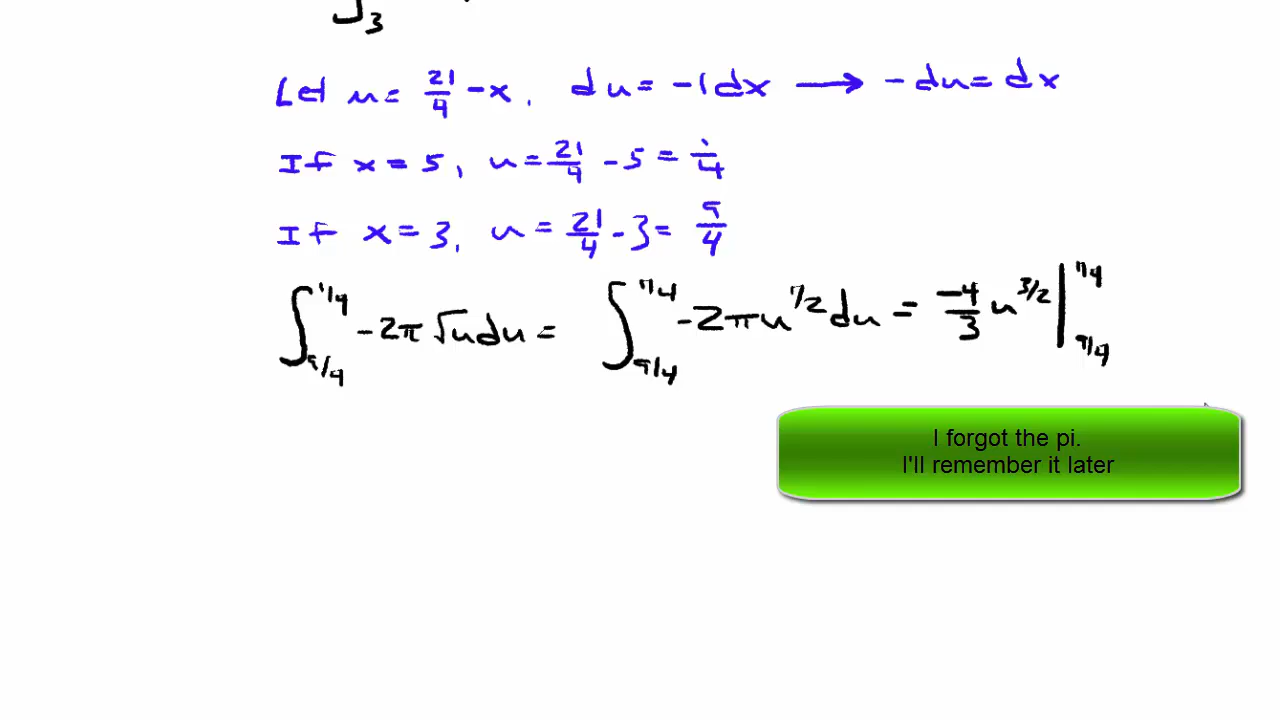 ∫₃
Let u = 21/4 - x, du = -1dx → -du = dx
If x = 5, u = 21/4 - 5 = 1/4
If x = 3, u = 21/4 - 3 = 9/4
∫_{9/4}^{1/4} -2π √u du = ∫_{9/4}^{1/4} -2π u^{1/2} du = -4/3 u^{3/2} |_{9/4}^{1/4}
I forgot the pi.
I'll remember it later